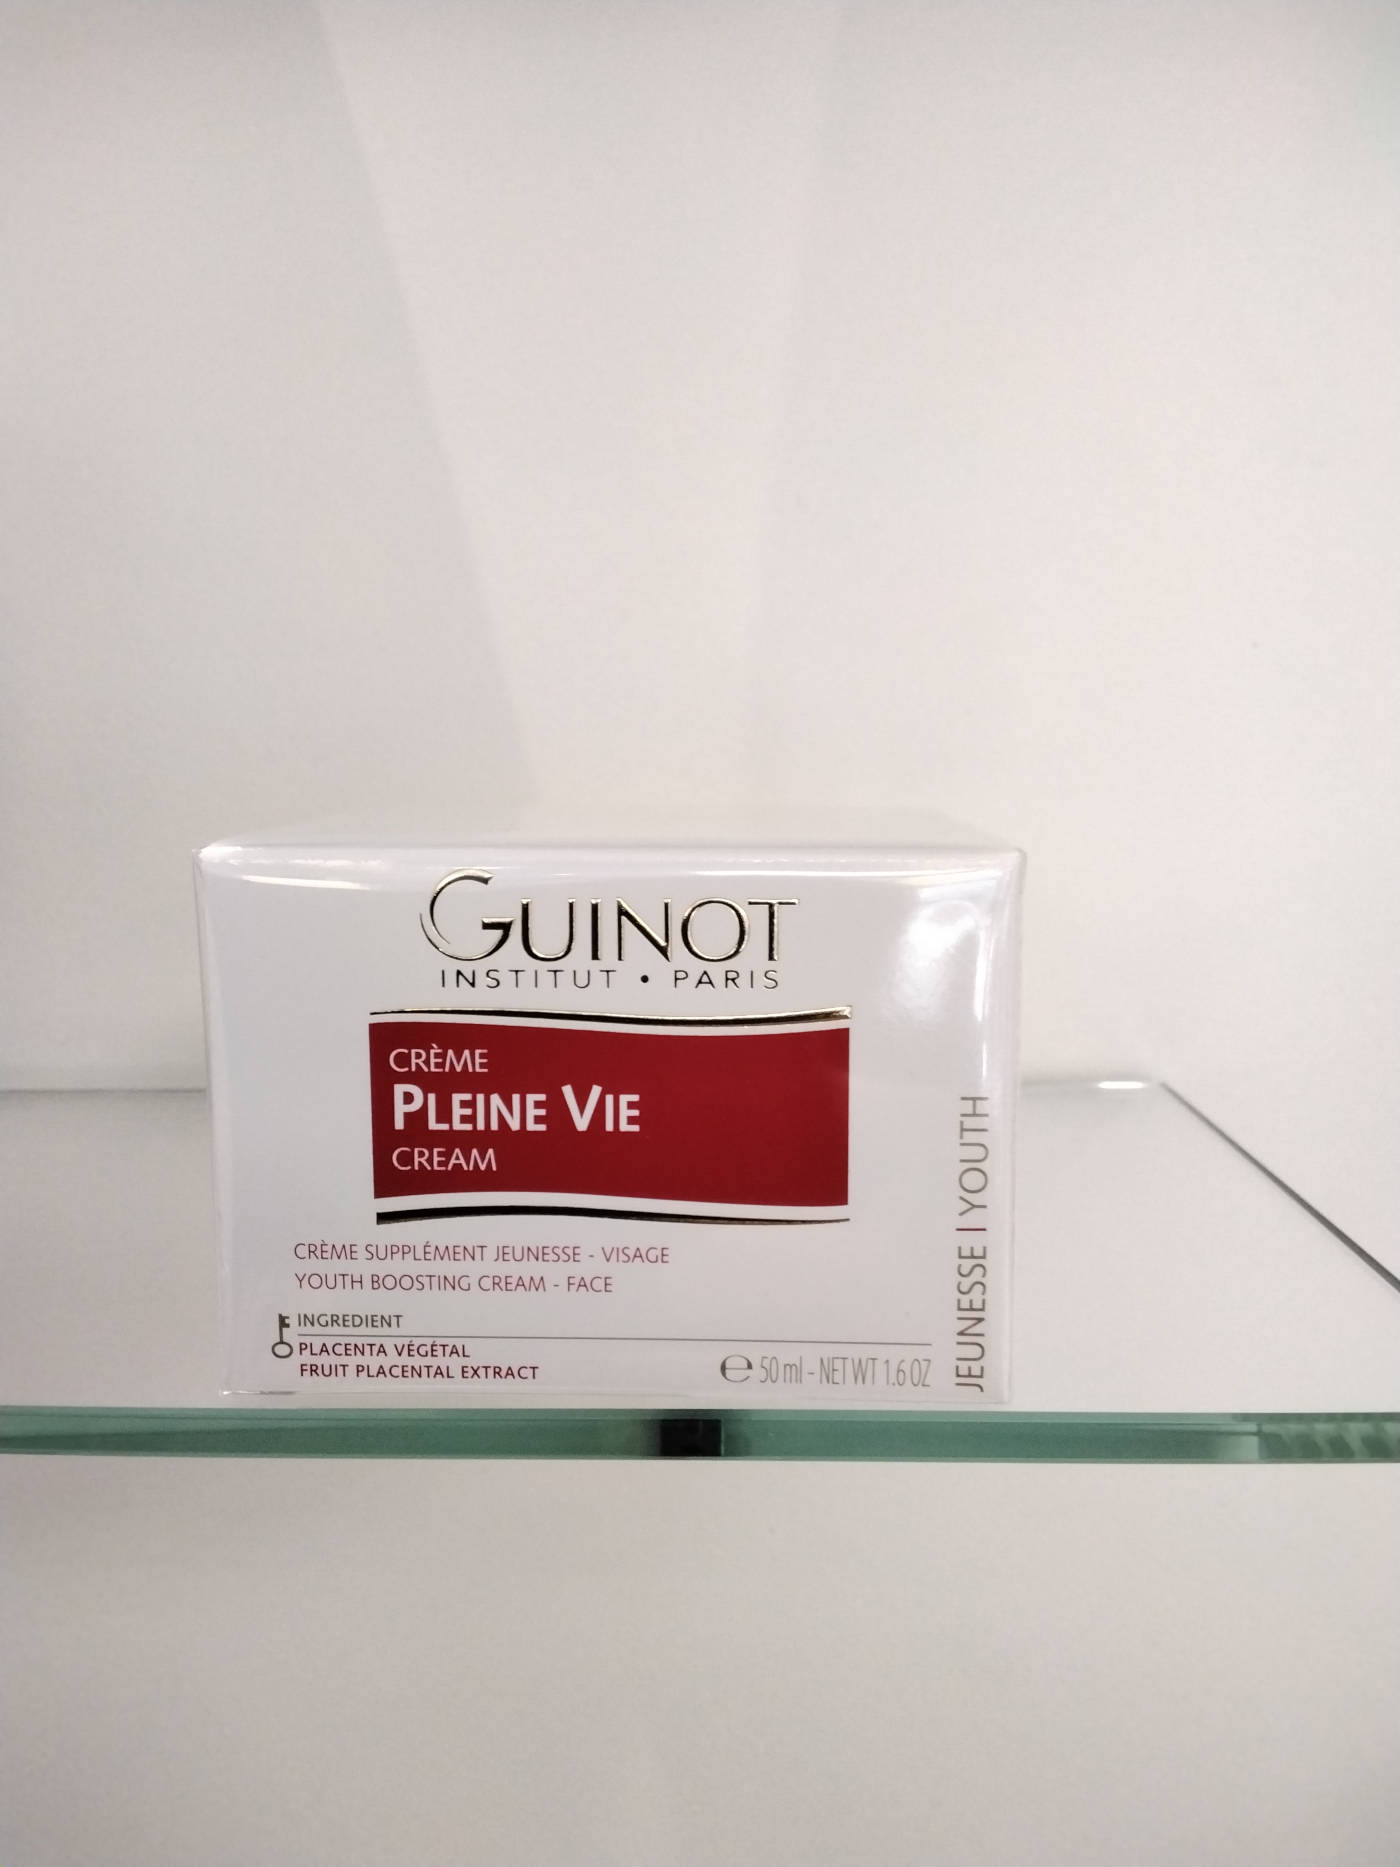 GUINOT
INSTITUT • PARIS
CRÈME
PLEINE VIE
CREAM
CRÈME SUPPLÉMENT JEUNESSE - VISAGE
YOUTH BOOSTING CREAM - FACE
INGREDIENT
PLACENTA VÉGÉTAL
FRUIT PLACENTAL EXTRACT
℮ 50 ml - NET WT 1.6 OZ
JEUNESSE | YOUTH